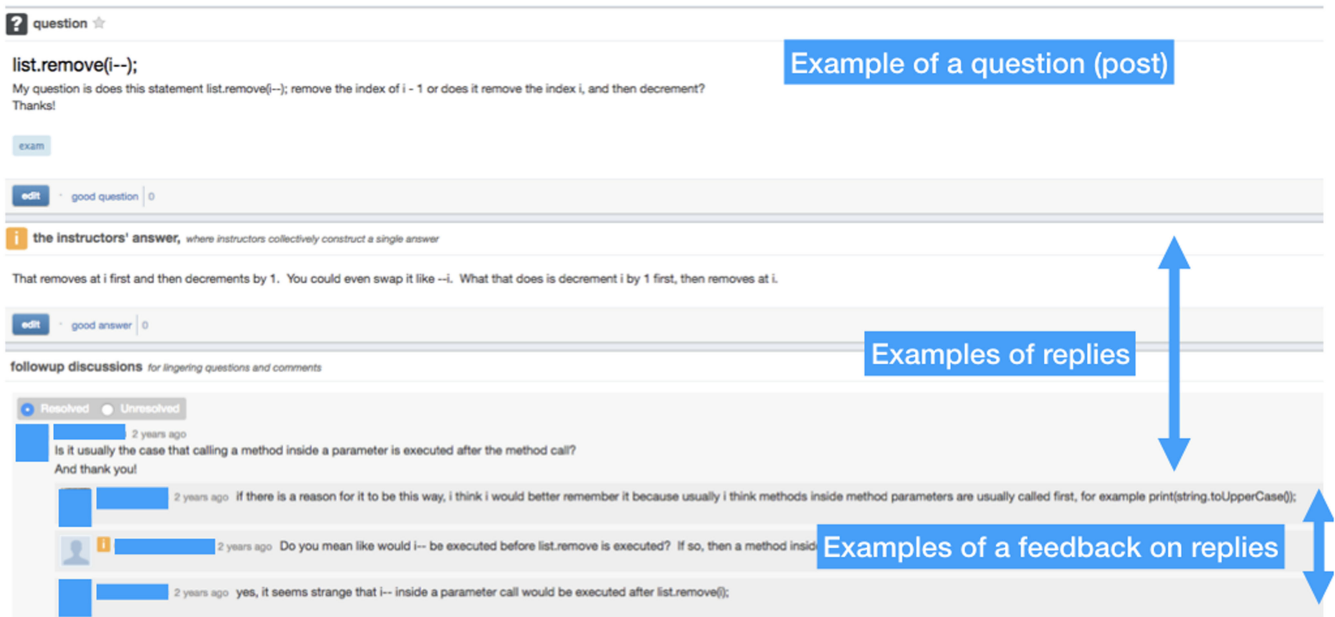 ? question
list.remove(i--);
Example of a question (post)
My question is does this statement list.remove(i--); remove the index of i - 1 or does it remove the index i, and then decrement?
Thanks!
exam
edit · good question 0
i the instructors' answer, where instructors collectively construct a single answer
That removes at i first and then decrements by 1. You could even swap it like --i. What that does is decrement i by 1 first, then removes at i.
edit · good answer 0
Examples of replies
followup discussions for lingering questions and comments
Resolved Unresolved
2 years ago
Is it usually the case that calling a method inside a parameter is executed after the method call?
And thank you!
2 years ago if there is a reason for it to be this way, i think i would better remember it because usually i think methods inside method parameters are usually called first, for example print(string.toUpperCase());
i 2 years ago Do you mean like would i-- be executed before list.remove is executed? If so, then a method insid
Examples of a feedback on replies
2 years ago yes, it seems strange that i-- inside a parameter call would be executed after list.remove(i);